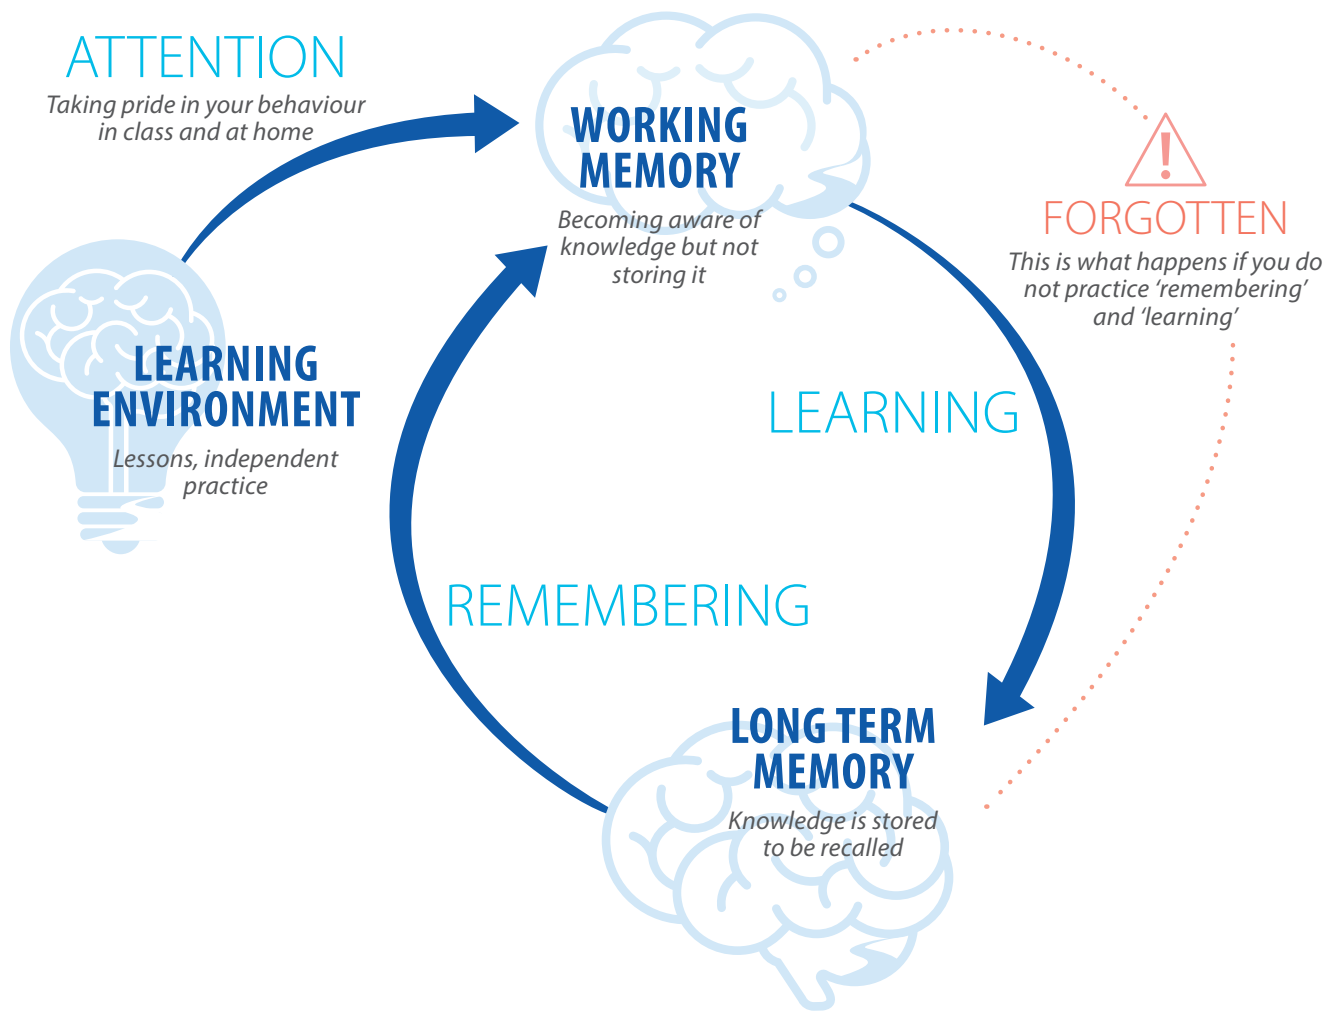 ATTENTION
Taking pride in your behaviour
in class and at home
WORKING
MEMORY
Becoming aware of
knowledge but not
storing it
FORGOTTEN
This is what happens if you do
not practice ‘remembering’
and ‘learning’
LEARNING
ENVIRONMENT
Lessons, independent
practice
LEARNING
REMEMBERING
LONG TERM
MEMORY
Knowledge is stored
to be recalled